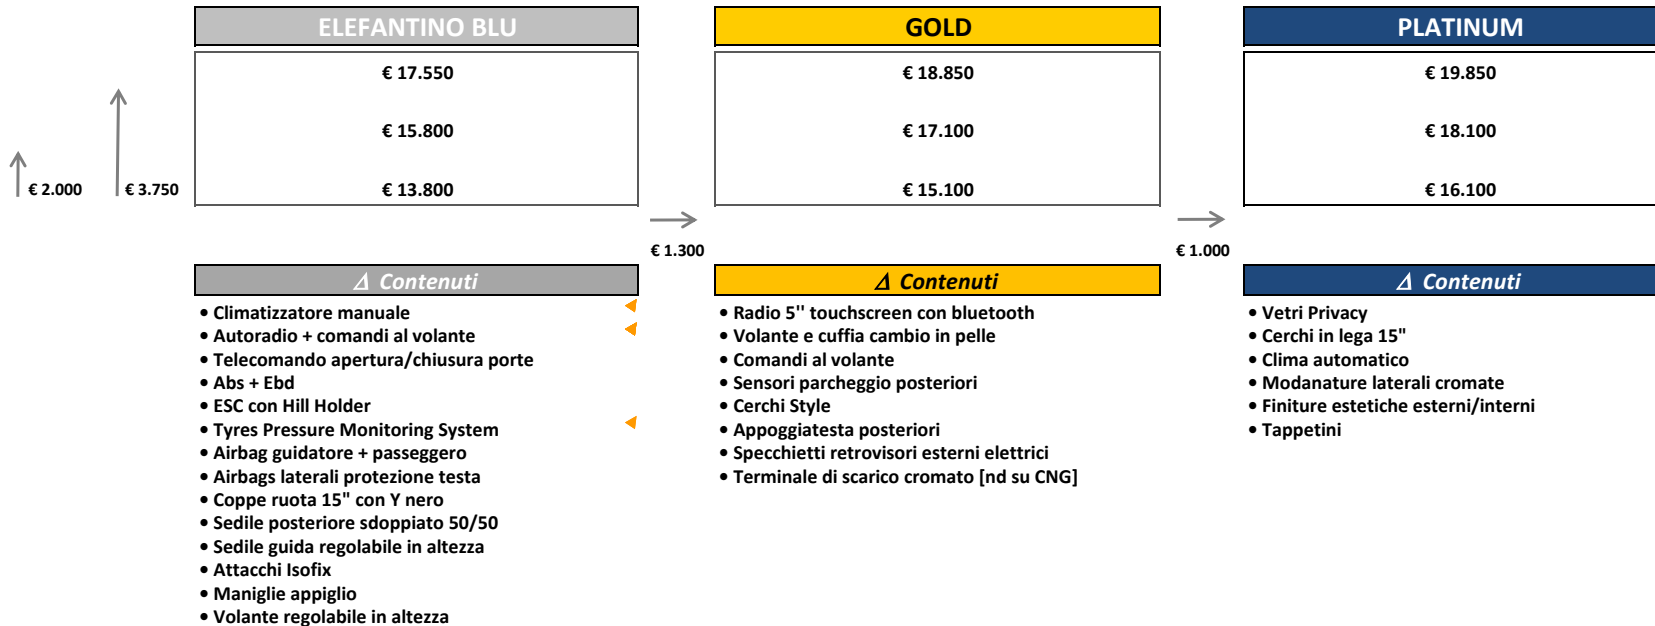 ELEFANTINO BLU
GOLD
PLATINUM
€ 17.550
€ 18.850
€ 19.850
€ 15.800
€ 17.100
€ 18.100
€ 2.000
€ 3.750
€ 13.800
€ 15.100
€ 16.100
€ 1.300
€ 1.000
Δ Contenuti
• Climatizzatore manuale
• Autoradio + comandi al volante
• Telecomando apertura/chiusura porte
• Abs + Ebd
• ESC con Hill Holder
• Tyres Pressure Monitoring System
• Airbag guidatore + passeggero
• Airbags laterali protezione testa
• Coppe ruota 15" con Y nero
• Sedile posteriore sdoppiato 50/50
• Sedile guida regolabile in altezza
• Attacchi Isofix
• Maniglie appiglio
• Volante regolabile in altezza
Δ Contenuti
• Radio 5'' touchscreen con bluetooth
• Volante e cuffia cambio in pelle
• Comandi al volante
• Sensori parcheggio posteriori
• Cerchi Style
• Appoggiatesta posteriori
• Specchietti retrovisori esterni elettrici
• Terminale di scarico cromato [nd su CNG]
Δ Contenuti
• Vetri Privacy
• Cerchi in lega 15"
• Clima automatico
• Modanature laterali cromate
• Finiture estetiche esterni/interni
• Tappetini